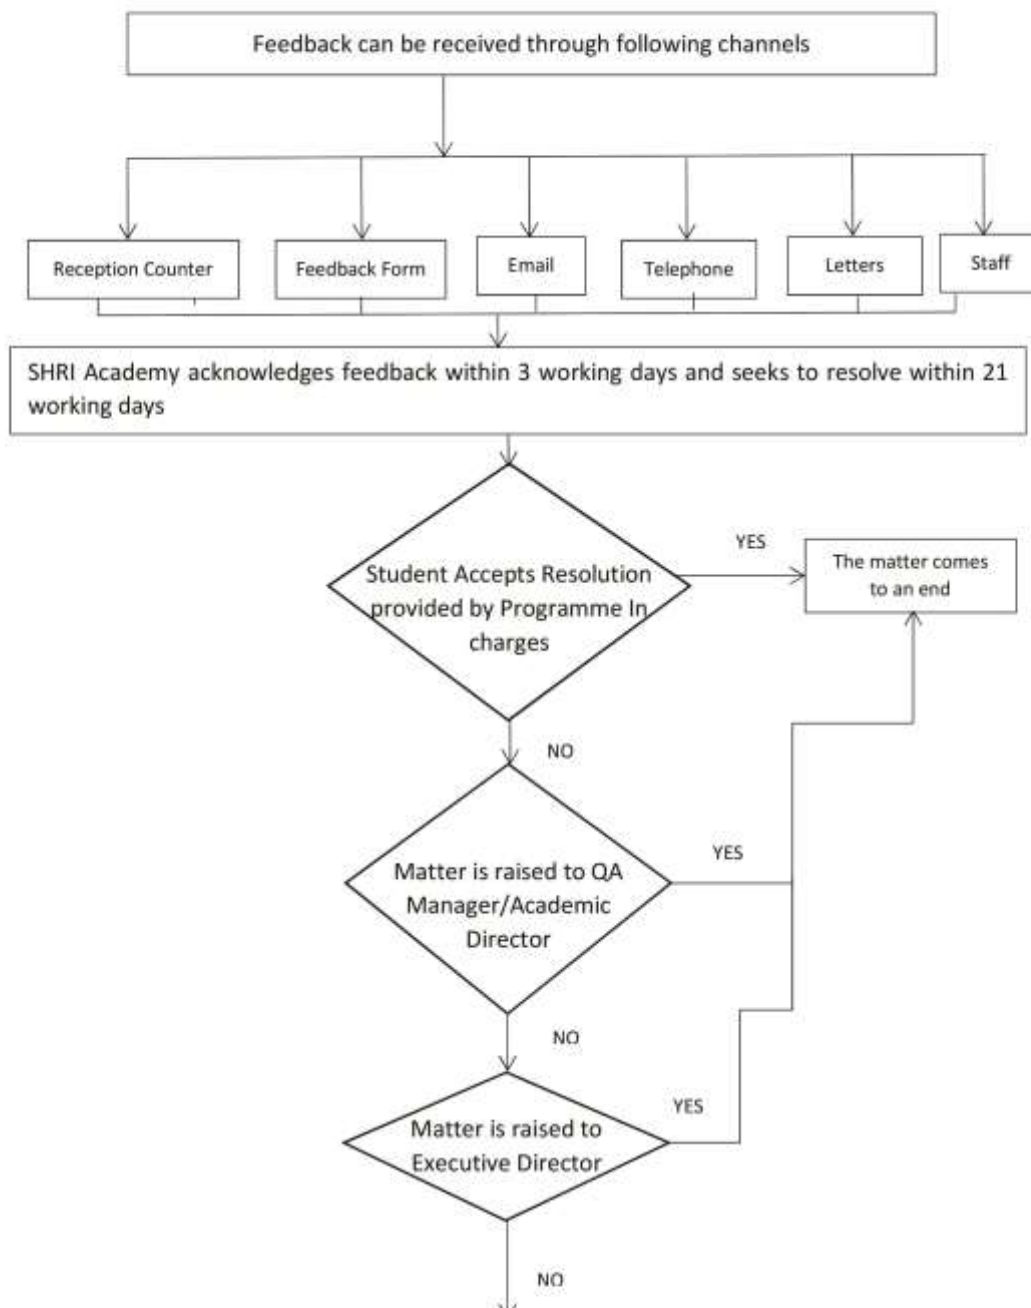 Feedback can be received through following channels
Reception Counter
Feedback Form
Email
Telephone
Letters
Staff
SHRI Academy acknowledges feedback within 3 working days and seeks to resolve within 21
working days
YES
Student Accepts Resolution
provided by Programme In
charges
The matter comes
to an end
NO
YES
Matter is raised to QA
Manager/Academic
Director
NO
YES
Matter is raised to
Executive Director
NO